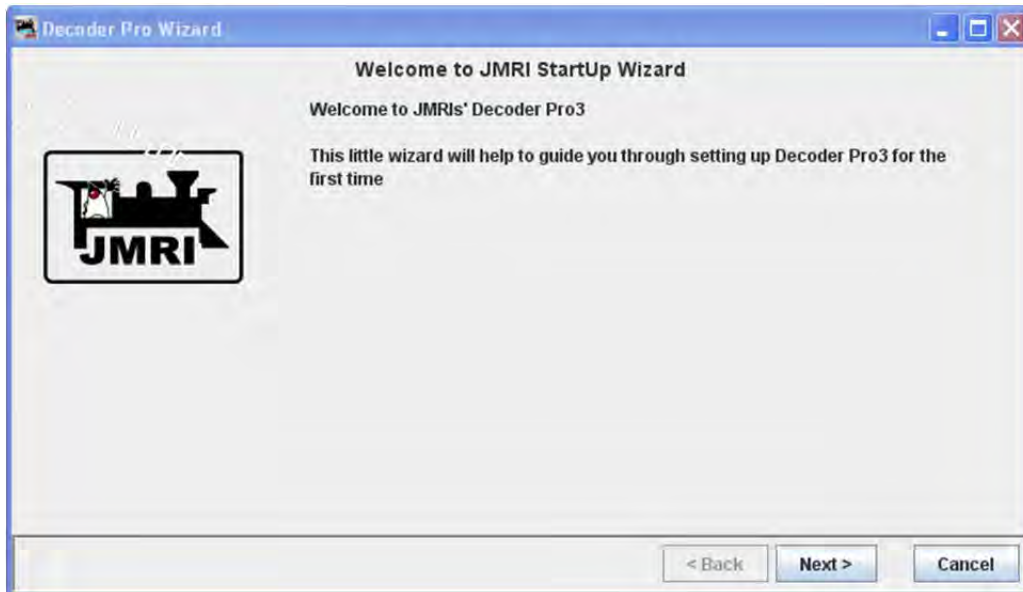 Decoder Pro Wizard
Welcome to JMRI StartUp Wizard
Welcome to JMRIs' Decoder Pro3
This little wizard will help to guide you through setting up Decoder Pro3 for the
first time
JMRI
< Back Next > Cancel